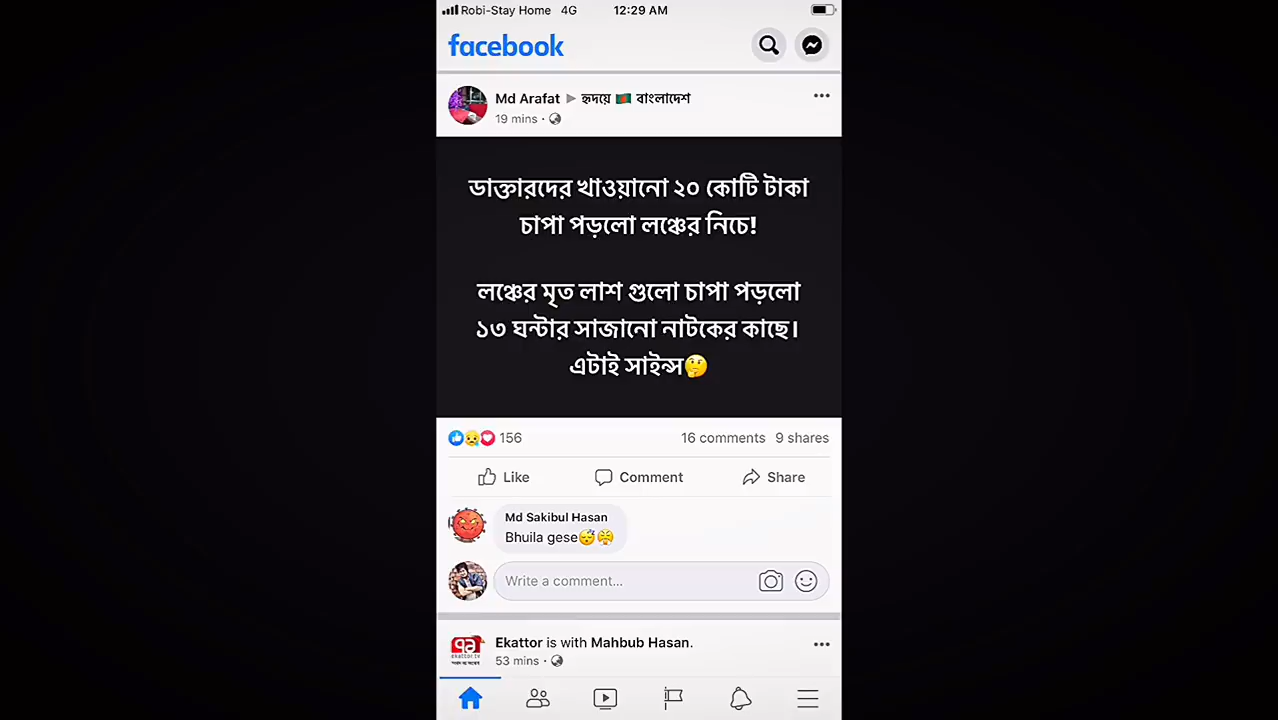 Robi-Stay Home 4G 12:29 AM
facebook
Md Arafat ▶ হৃদয়ে 🇧🇩 বাংলাদেশ
19 mins ·
ডাক্তারদের খাওয়ানো ২০ কোটি টাকা
চাপা পড়লো লঞ্চের নিচে!
লঞ্চের মৃত লাশ গুলো চাপা পড়লো
১৩ ঘন্টার সাজানো নাটকের কাছে।
এটাই সাইন্স🤔
156 16 comments 9 shares
Like Comment Share
Md Sakibul Hasan
Bhuila gese😴😤
Write a comment...
Ekattor is with Mahbub Hasan.
53 mins ·